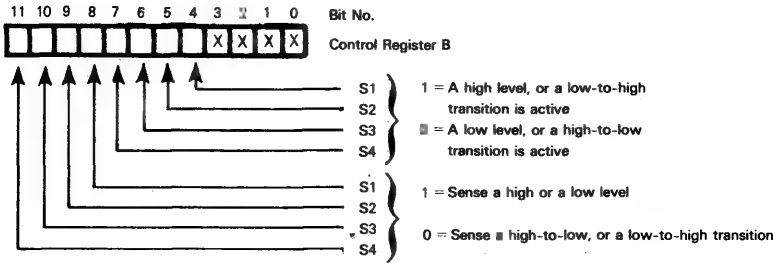 11 10 9 8 7 6 5 4 3 1 0 Bit No.
X X X X Control Register B
S1 1 = A high level, or a low-to-high
S2 transition is active
S3 = A low level, or a high-to-low
S4 transition is active
S1 1 = Sense a high or a low level
S2
S3 0 = Sense high-to-low, or a low-to-high transition
S4